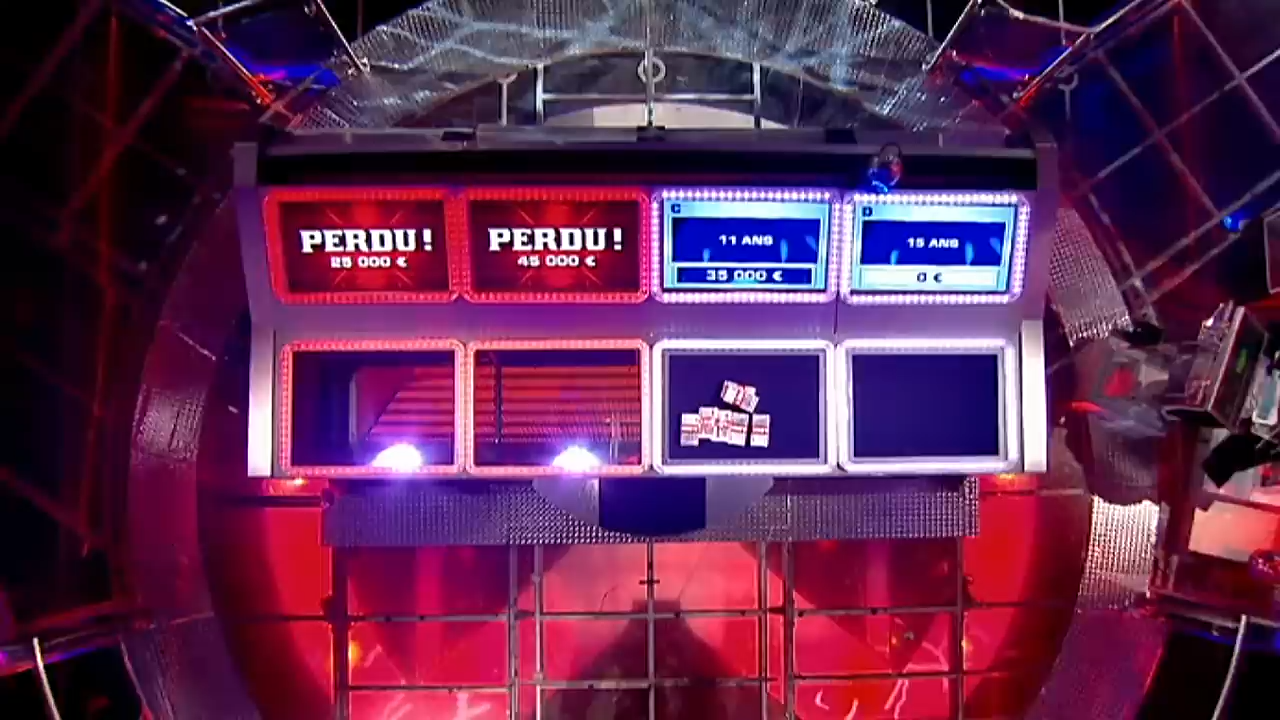 PERDU!
25 000 €
PERDU!
45 000 €
C
11 ANS
35 000 €
D
15 ANS
0 €